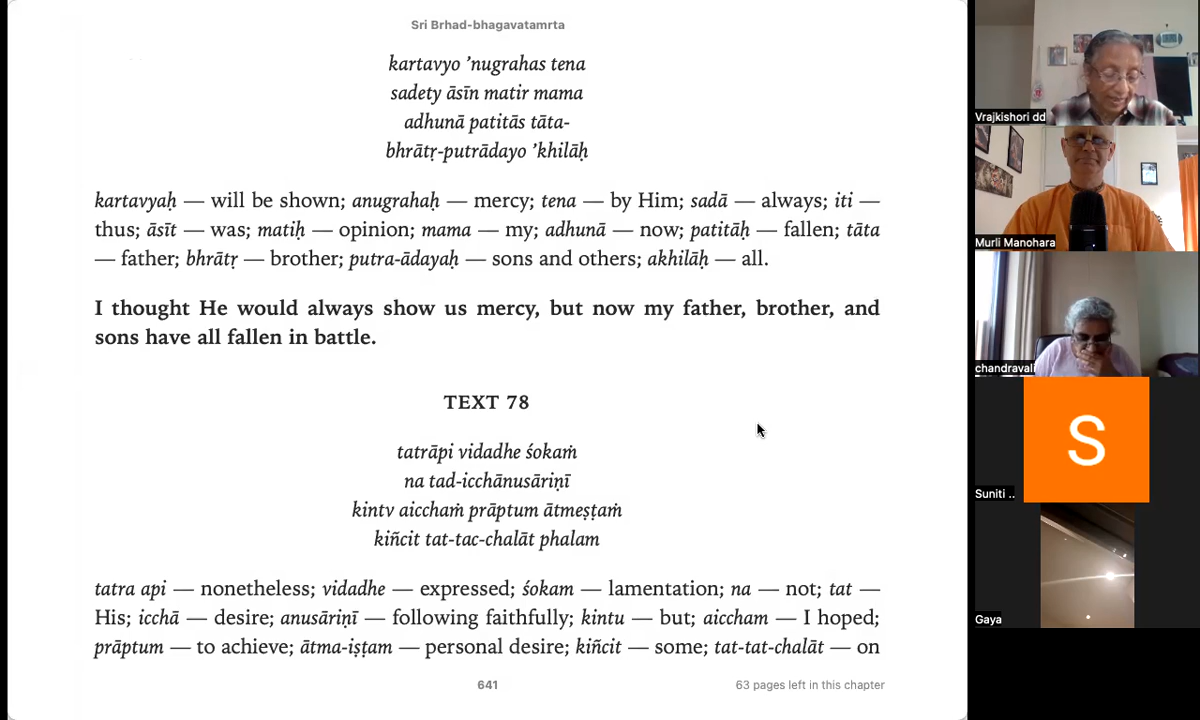 Sri Brhad-bhagavatamrta
kartavyo ’nugrahas tena
sadety āsīn matir mama
adhunā patitās tāta-
bhrātṛ-putrādayo ’khilāḥ
kartavyaḥ — will be shown; anugrahaḥ — mercy; tena — by Him; sadā — always; iti —
thus; āsīt — was; matiḥ — opinion; mama — my; adhunā — now; patitāḥ — fallen; tāta
— father; bhrātṛ — brother; putra-ādayaḥ — sons and others; akhilāḥ — all.
I thought He would always show us mercy, but now my father, brother, and
sons have all fallen in battle.
TEXT 78
tatrāpi vidadhe śokaṁ
na tad-icchānusāriṇī
kintv aicchaṁ prāptum ātmeṣṭaṁ
kiñcit tat-tac-chalāt phalam
tatra api — nonetheless; vidadhe — expressed; śokam — lamentation; na — not; tat —
His; icchā — desire; anusāriṇī — following faithfully; kintu — but; aiccham — I hoped;
prāptum — to achieve; ātma-iṣṭam — personal desire; kiñcit — some; tat-tat-chalāt — on
641
63 pages left in this chapter
Vrajkishori dd
Murli Manohara
chandravali
S
Suniti ..
Gaya